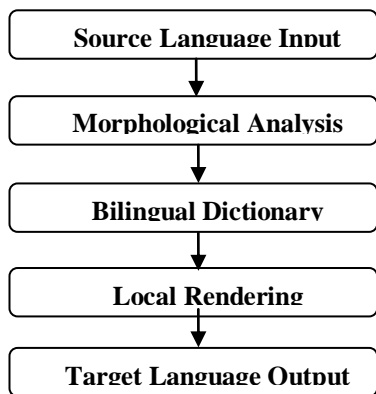 Source Language Input
Morphological Analysis
Bilingual Dictionary
Local Rendering
Target Language Output